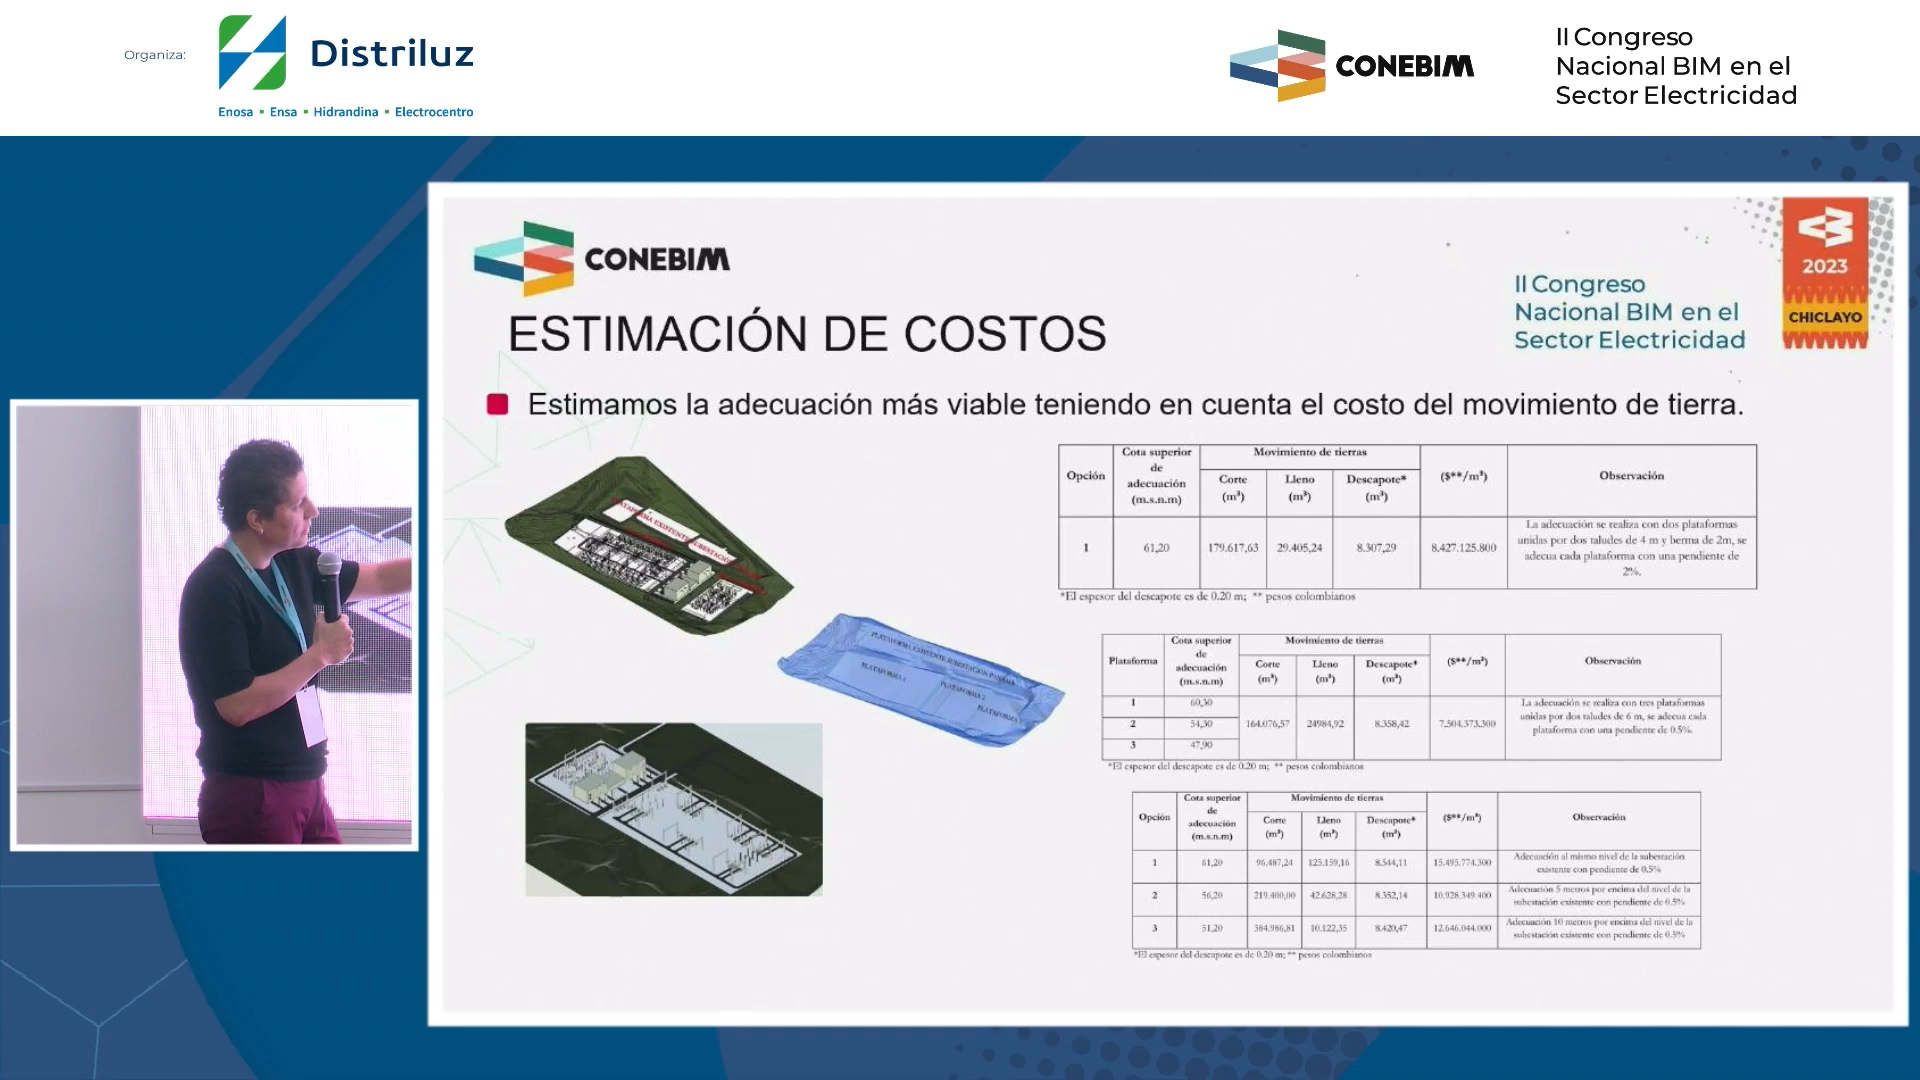 Organiza:
Distriluz
Enosa ▪ Ensa ▪ Hidrandina ▪ Electrocentro
CONEBIM
II Congreso
Nacional BIM en el
Sector Electricidad
CONEBIM
II Congreso
Nacional BIM en el
Sector Electricidad
2023
CHICLAYO
ESTIMACIÓN DE COSTOS
Estimamos la adecuación más viable teniendo en cuenta el costo del movimiento de tierra.
PLATAFORMA 1
PLATAFORMA 2
Opción
Cota superior
de
adecuación
(m.s.n.m)
Movimiento de tierras
Corte
(m³)
Lleno
(m³)
Descapote*
(m³)
($**/m³)
Observación
1
61,20
179.617,63
29.405,24
8.307,29
8.427.125.800
La adecuación se realiza con dos plataformas
unidas por dos taludes de 4 m y berma de 2m, se
adecua cada plataforma con una pendiente de
2%.
*El espesor del descapote es de 0.20 m; ** pesos colombianos
Plataforma
Cota superior
de
adecuación
(m.s.n.m)
Movimiento de tierras
Corte
(m³)
Lleno
(m³)
Descapote*
(m³)
($**/m³)
Observación
1
60,30
2
54,30
3
47,90
164.076,57
24984,92
8.358,42
7.504.373.300
La adecuación se realiza con tres plataformas
unidas por dos taludes de 6 m, se adecua cada
plataforma con una pendiente de 0.5%.
*El espesor del descapote es de 0.20 m; ** pesos colombianos
Opción
Cota superior
de
adecuación
(m.s.n.m)
Movimiento de tierras
Corte
(m³)
Lleno
(m³)
Descapote*
(m³)
($**/m³)
Observación
1
61,20
96.487,24
125.159,16
8.544,11
15.495.774.300
Adecuación al mismo nivel de la subestación
existente con pendiente de 0.5%
2
56,20
219.400,00
42.628,28
8.352,14
10.928.349.400
Adecuación 5 metros por encima del nivel de la
subestación existente con pendiente de 0.5%
3
51,20
384.986,81
10.122,35
8.420,47
12.646.044.000
Adecuación 10 metros por encima del nivel de la
subestación existente con pendiente de 0.5%
*El espesor del descapote es de 0.20 m; ** pesos colombianos